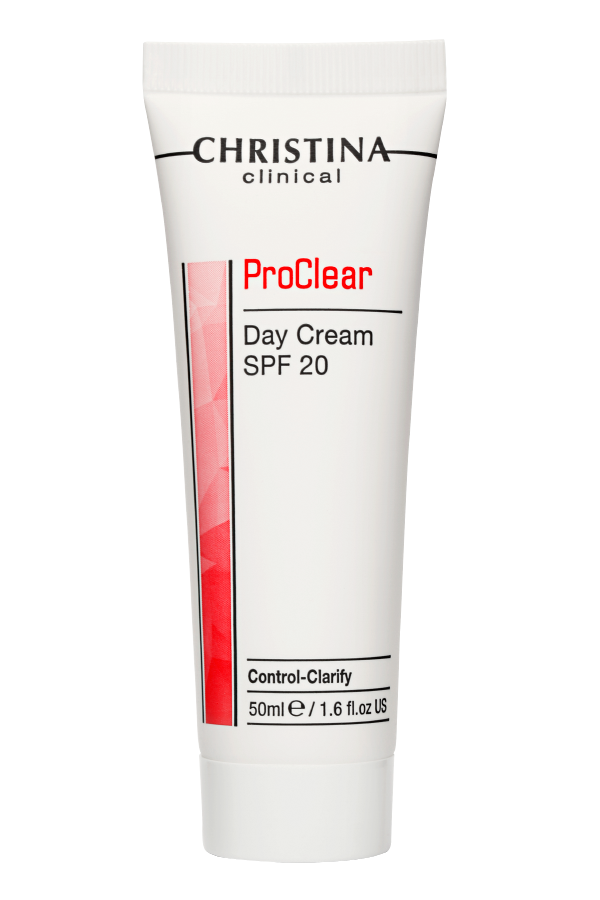 CHRISTINA
clinical
ProClear
Day Cream
SPF 20
Control-Clarify
50ml ℮ / 1.6 fl.oz US